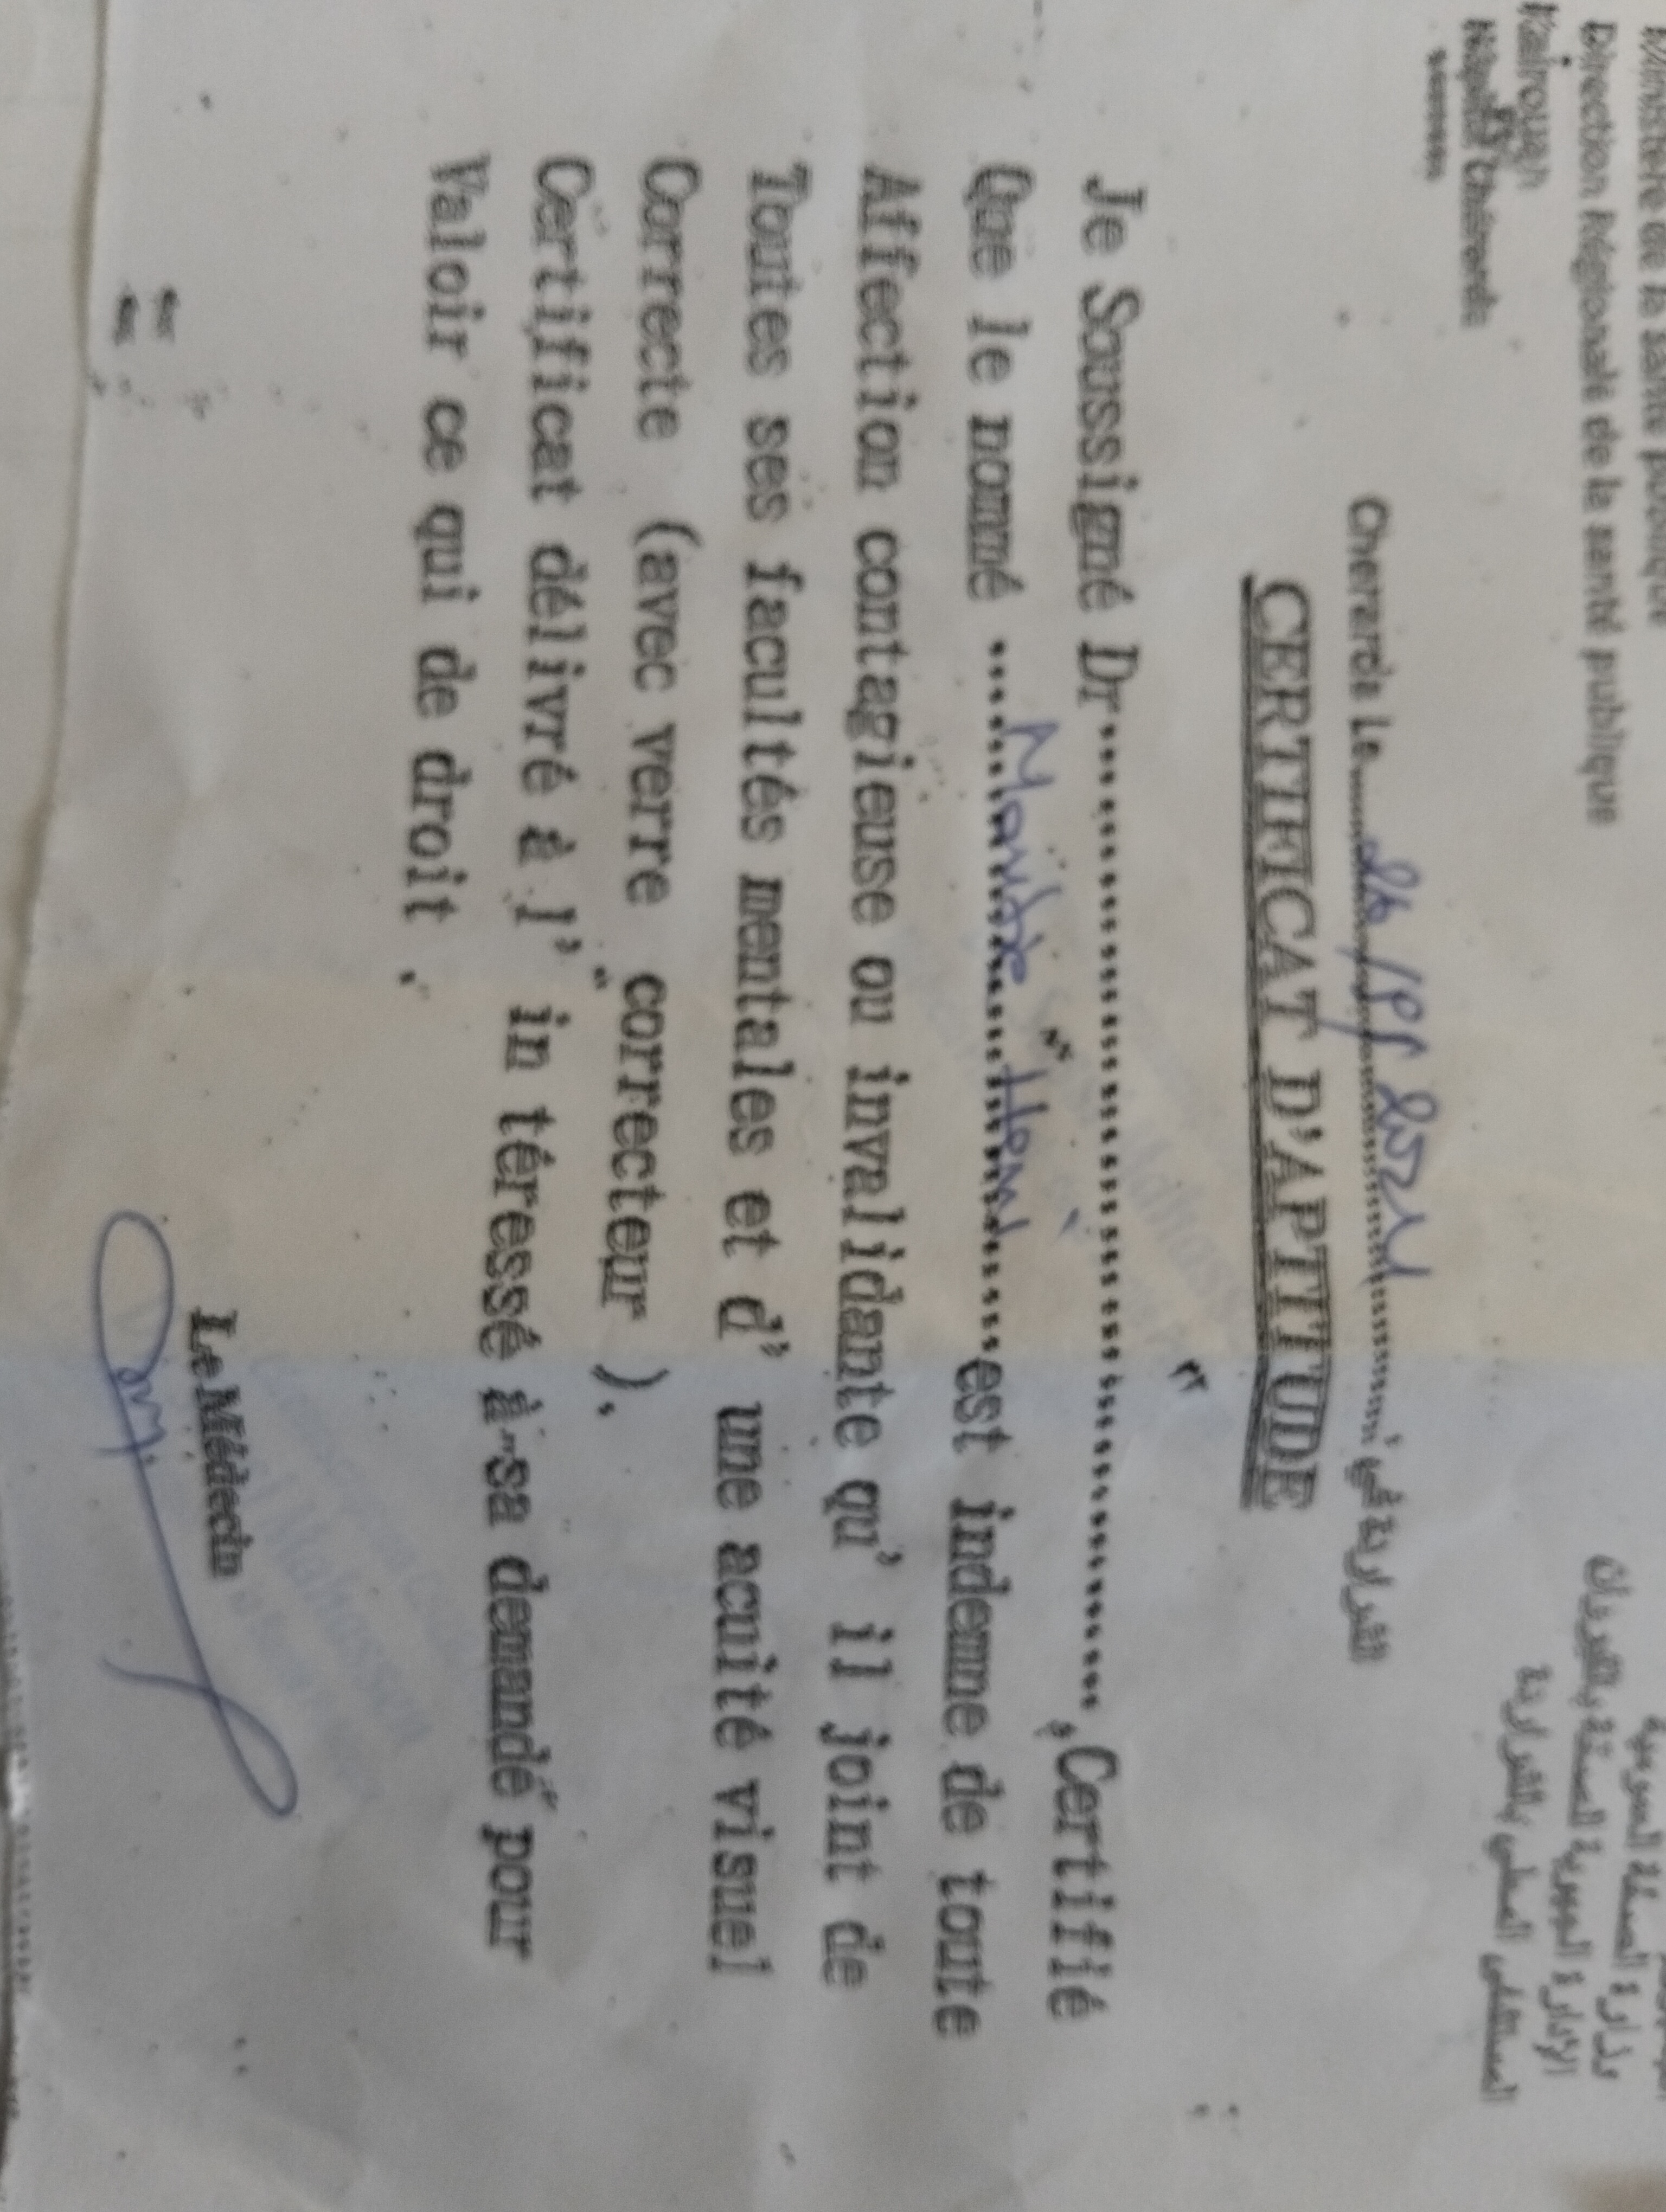 Ministère de la santé publique
Direction Régionale de la santé publique
Kairouan
Hôpital Cherarda
وزارة الصحة العمومية
الإدارة الجهوية للصحة بالقيروان
المستشفى المحلي بالشراردة
Cherarda Le........................ الشراردة في
CERTIFICAT D'APTITUDE
Je Soussigné Dr........................,Certifié
Que le nommé ........................est indemne de toute
Affection contagieuse ou invalidante qu' il joint de
Toutes ses facultés mentales et d' une acuité visuel
Correcte (avec verre correcteur ).
Certificat délivré à l' in téressé à sa demandé pour
Valoir ce qui de droit .
Le Médecin